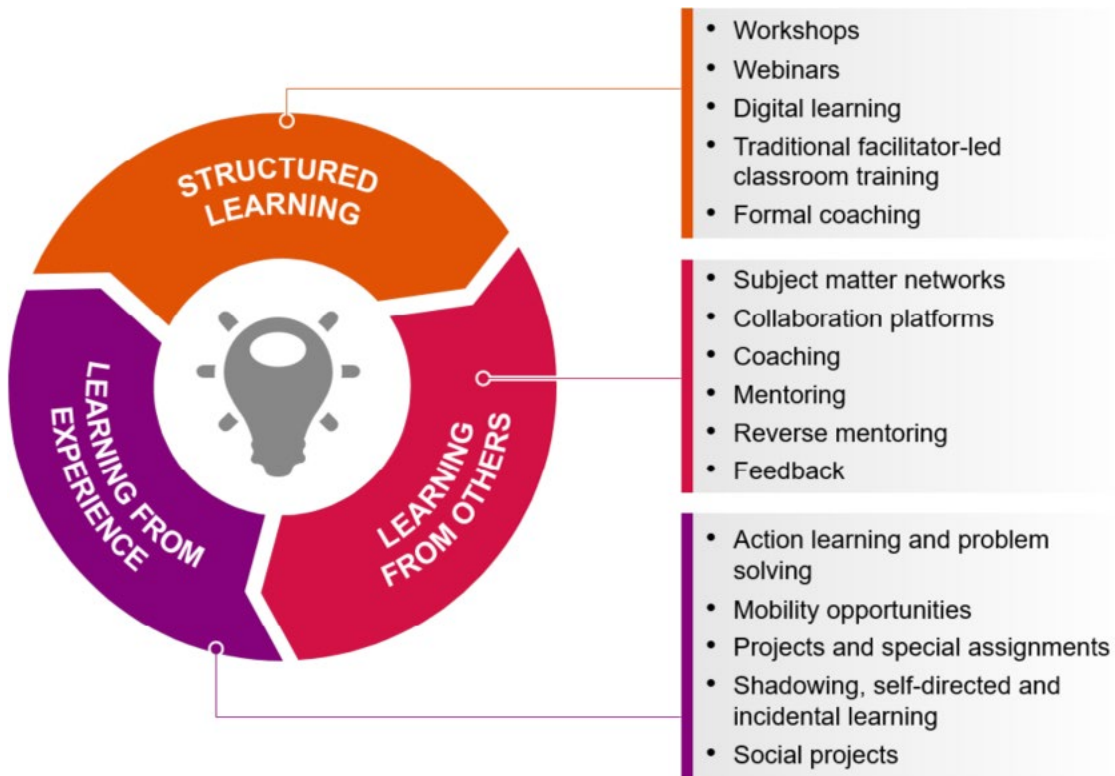 STRUCTURED
LEARNING
• Workshops
• Webinars
• Digital learning
• Traditional facilitator-led
classroom training
• Formal coaching
LEARNING
FROM OTHERS
• Subject matter networks
• Collaboration platforms
• Coaching
• Mentoring
• Reverse mentoring
• Feedback
LEARNING FROM
EXPERIENCE
• Action learning and problem
solving
• Mobility opportunities
• Projects and special assignments
• Shadowing, self-directed and
incidental learning
• Social projects